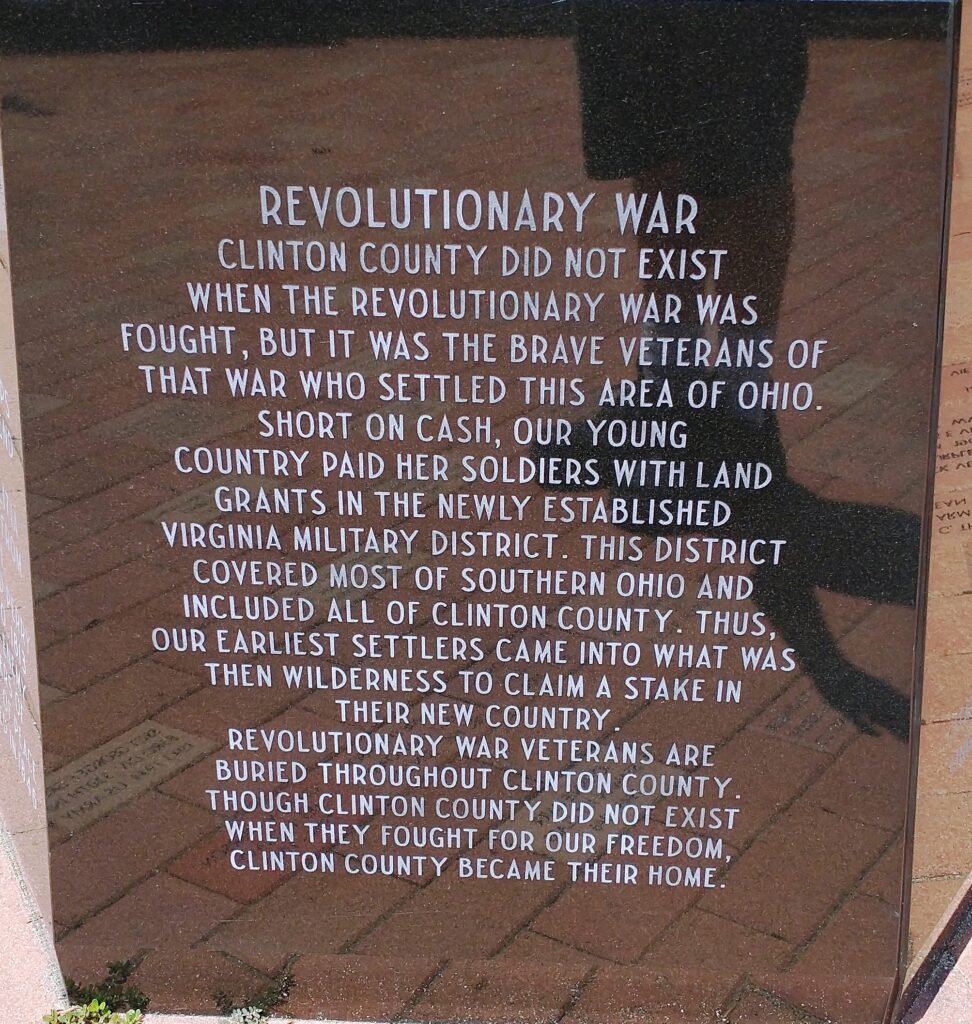 REVOLUTIONARY WAR
CLINTON COUNTY DID NOT EXIST
WHEN THE REVOLUTIONARY WAR WAS
FOUGHT, BUT IT WAS THE BRAVE VETERANS OF
THAT WAR WHO SETTLED THIS AREA OF OHIO.
SHORT ON CASH, OUR YOUNG
COUNTRY PAID HER SOLDIERS WITH LAND
GRANTS IN THE NEWLY ESTABLISHED
VIRGINIA MILITARY DISTRICT. THIS DISTRICT
COVERED MOST OF SOUTHERN OHIO AND
INCLUDED ALL OF CLINTON COUNTY. THUS,
OUR EARLIEST SETTLERS CAME INTO WHAT WAS
THEN WILDERNESS TO CLAIM A STAKE IN
THEIR NEW COUNTRY.
REVOLUTIONARY WAR VETERANS ARE
BURIED THROUGHOUT CLINTON COUNTY.
THOUGH CLINTON COUNTY DID NOT EXIST
WHEN THEY FOUGHT FOR OUR FREEDOM,
CLINTON COUNTY BECAME THEIR HOME.